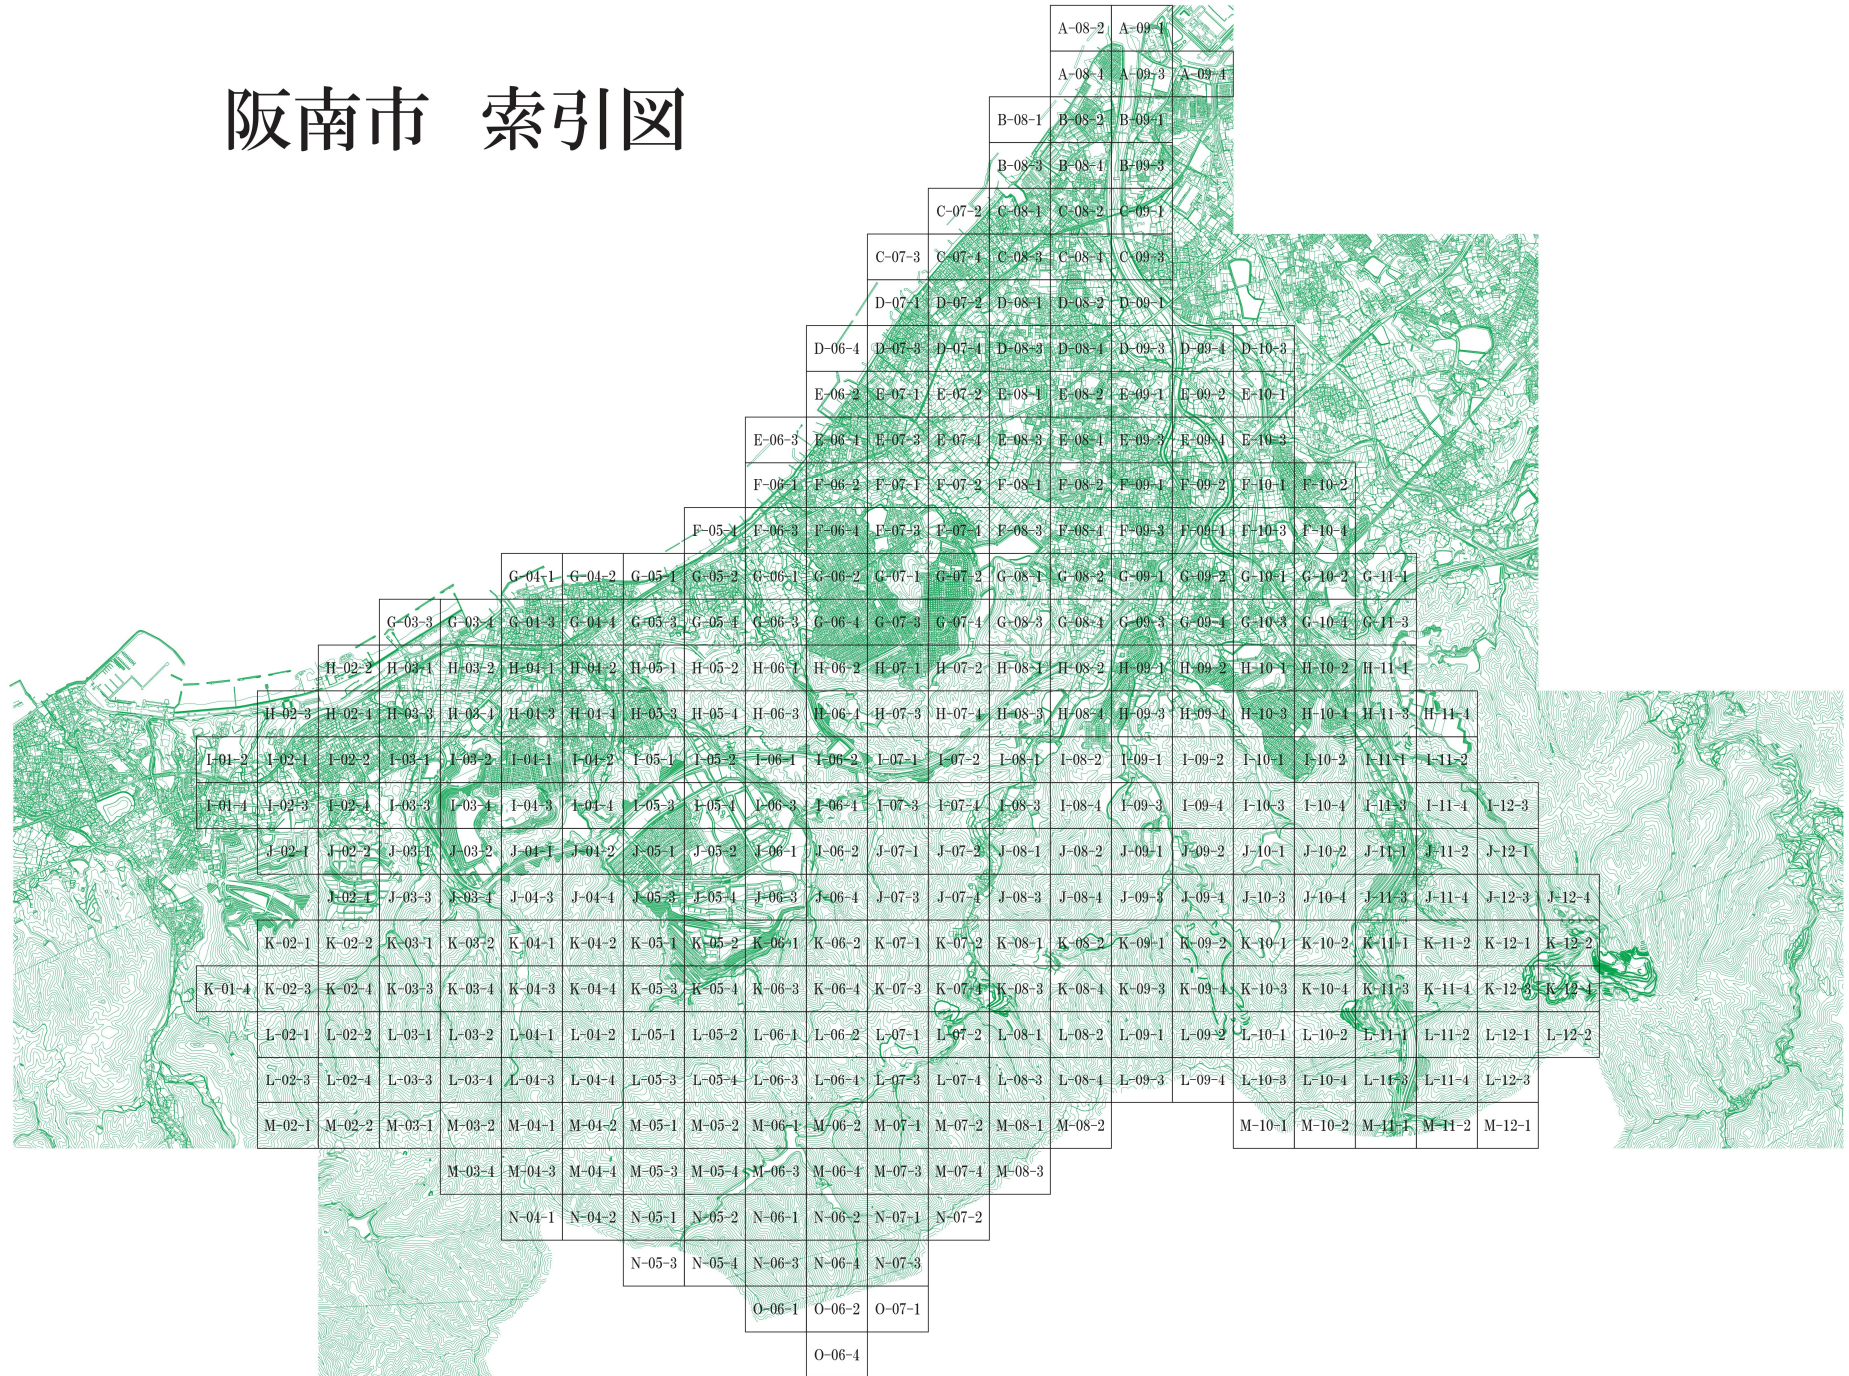 阪南市 索引図
A-08-2 A-09-1
A-08-4 A-09-3 A-09-4
B-08-1 B-08-2 B-09-1
B-08-3 B-08-4 B-09-3
C-07-2 C-08-1 C-08-2 C-09-1
C-07-3 C-07-4 C-08-3 C-08-4 C-09-3
D-07-1 D-07-2 D-08-1 D-08-2 D-09-1
D-06-4 D-07-3 D-07-4 D-08-3 D-08-4 D-09-3 D-09-4 D-10-3
E-06-2 E-07-1 E-07-2 E-08-1 E-08-2 E-09-1 E-09-2 E-10-1
E-06-3 E-06-4 E-07-3 E-07-4 E-08-3 E-08-4 E-09-3 E-09-4 E-10-3
F-06-1 F-06-2 F-07-1 F-07-2 F-08-1 F-08-2 F-09-1 F-09-2 F-10-1 F-10-2
F-05-4 F-06-3 F-06-4 F-07-3 F-07-4 F-08-3 F-08-4 F-09-3 F-09-4 F-10-3 F-10-4
G-04-1 G-04-2 G-05-1 G-05-2 G-06-1 G-06-2 G-07-1 G-07-2 G-08-1 G-08-2 G-09-1 G-09-2 G-10-1 G-10-2 G-11-1
G-03-3 G-03-4 G-04-3 G-04-4 G-05-3 G-05-4 G-06-3 G-06-4 G-07-3 G-07-4 G-08-3 G-08-4 G-09-3 G-09-4 G-10-3 G-10-4 G-11-3
H-02-2 H-03-1 H-03-2 H-04-1 H-04-2 H-05-1 H-05-2 H-06-1 H-06-2 H-07-1 H-07-2 H-08-1 H-08-2 H-09-1 H-09-2 H-10-1 H-10-2 H-11-1
H-02-3 H-02-4 H-03-3 H-03-4 H-04-3 H-04-4 H-05-3 H-05-4 H-06-3 H-06-4 H-07-3 H-07-4 H-08-3 H-08-4 H-09-3 H-09-4 H-10-3 H-10-4 H-11-3 H-11-4
I-01-2 I-02-1 I-02-2 I-03-1 I-03-2 I-04-1 I-04-2 I-05-1 I-05-2 I-06-1 I-06-2 I-07-1 I-07-2 I-08-1 I-08-2 I-09-1 I-09-2 I-10-1 I-10-2 I-11-1 I-11-2
I-01-4 I-02-3 I-02-4 I-03-3 I-03-4 I-04-3 I-04-4 I-05-3 I-05-4 I-06-3 I-06-4 I-07-3 I-07-4 I-08-3 I-08-4 I-09-3 I-09-4 I-10-3 I-10-4 I-11-3 I-11-4 I-12-3
J-02-1 J-02-2 J-03-1 J-03-2 J-04-1 J-04-2 J-05-1 J-05-2 J-06-1 J-06-2 J-07-1 J-07-2 J-08-1 J-08-2 J-09-1 J-09-2 J-10-1 J-10-2 J-11-1 J-11-2 J-12-1
J-02-4 J-03-3 J-03-4 J-04-3 J-04-4 J-05-3 J-05-4 J-06-3 J-06-4 J-07-3 J-07-4 J-08-3 J-08-4 J-09-3 J-09-4 J-10-3 J-10-4 J-11-3 J-11-4 J-12-3 J-12-4
K-02-1 K-02-2 K-03-1 K-03-2 K-04-1 K-04-2 K-05-1 K-05-2 K-06-1 K-06-2 K-07-1 K-07-2 K-08-1 K-08-2 K-09-1 K-09-2 K-10-1 K-10-2 K-11-1 K-11-2 K-12-1 K-12-2
K-01-4 K-02-3 K-02-4 K-03-3 K-03-4 K-04-3 K-04-4 K-05-3 K-05-4 K-06-3 K-06-4 K-07-3 K-07-4 K-08-3 K-08-4 K-09-3 K-09-4 K-10-3 K-10-4 K-11-3 K-11-4 K-12-3 K-12-4
L-02-1 L-02-2 L-03-1 L-03-2 L-04-1 L-04-2 L-05-1 L-05-2 L-06-1 L-06-2 L-07-1 L-07-2 L-08-1 L-08-2 L-09-1 L-09-2 L-10-1 L-10-2 L-11-1 L-11-2 L-12-1 L-12-2
L-02-3 L-02-4 L-03-3 L-03-4 L-04-3 L-04-4 L-05-3 L-05-4 L-06-3 L-06-4 L-07-3 L-07-4 L-08-3 L-08-4 L-09-3 L-09-4 L-10-3 L-10-4 L-11-3 L-11-4 L-12-3
M-02-1 M-02-2 M-03-1 M-03-2 M-04-1 M-04-2 M-05-1 M-05-2 M-06-1 M-06-2 M-07-1 M-07-2 M-08-1 M-08-2 M-10-1 M-10-2 M-11-1 M-11-2 M-12-1
M-03-4 M-04-3 M-04-4 M-05-3 M-05-4 M-06-3 M-06-4 M-07-3 M-07-4 M-08-3
N-04-1 N-04-2 N-05-1 N-05-2 N-06-1 N-06-2 N-07-1 N-07-2
N-05-3 N-05-4 N-06-3 N-06-4 N-07-3
O-06-1 O-06-2 O-07-1
O-06-4